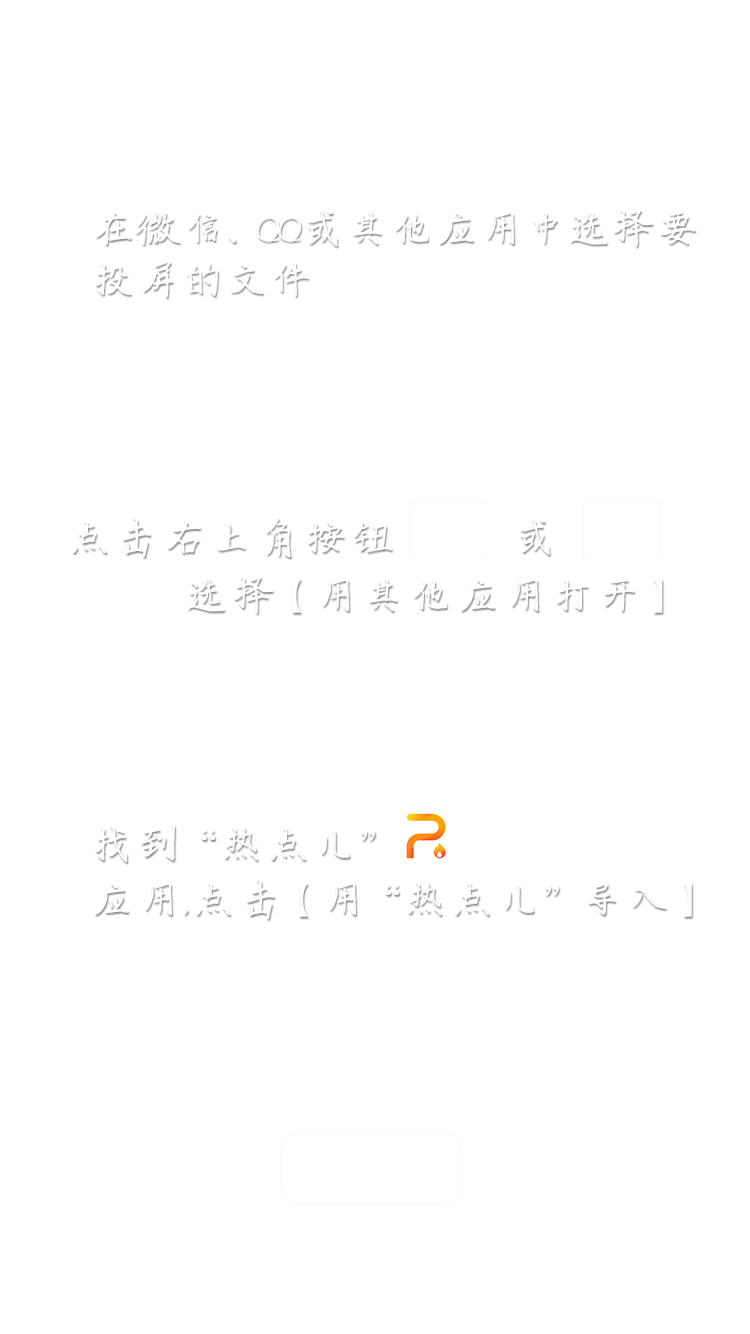 在微信、QQ或其他应用中选择要
投屏的文件
点击右上角按钮 或
选择【用其他应用打开】
找到“热点儿”
应用,点击【用“热点儿”导入】